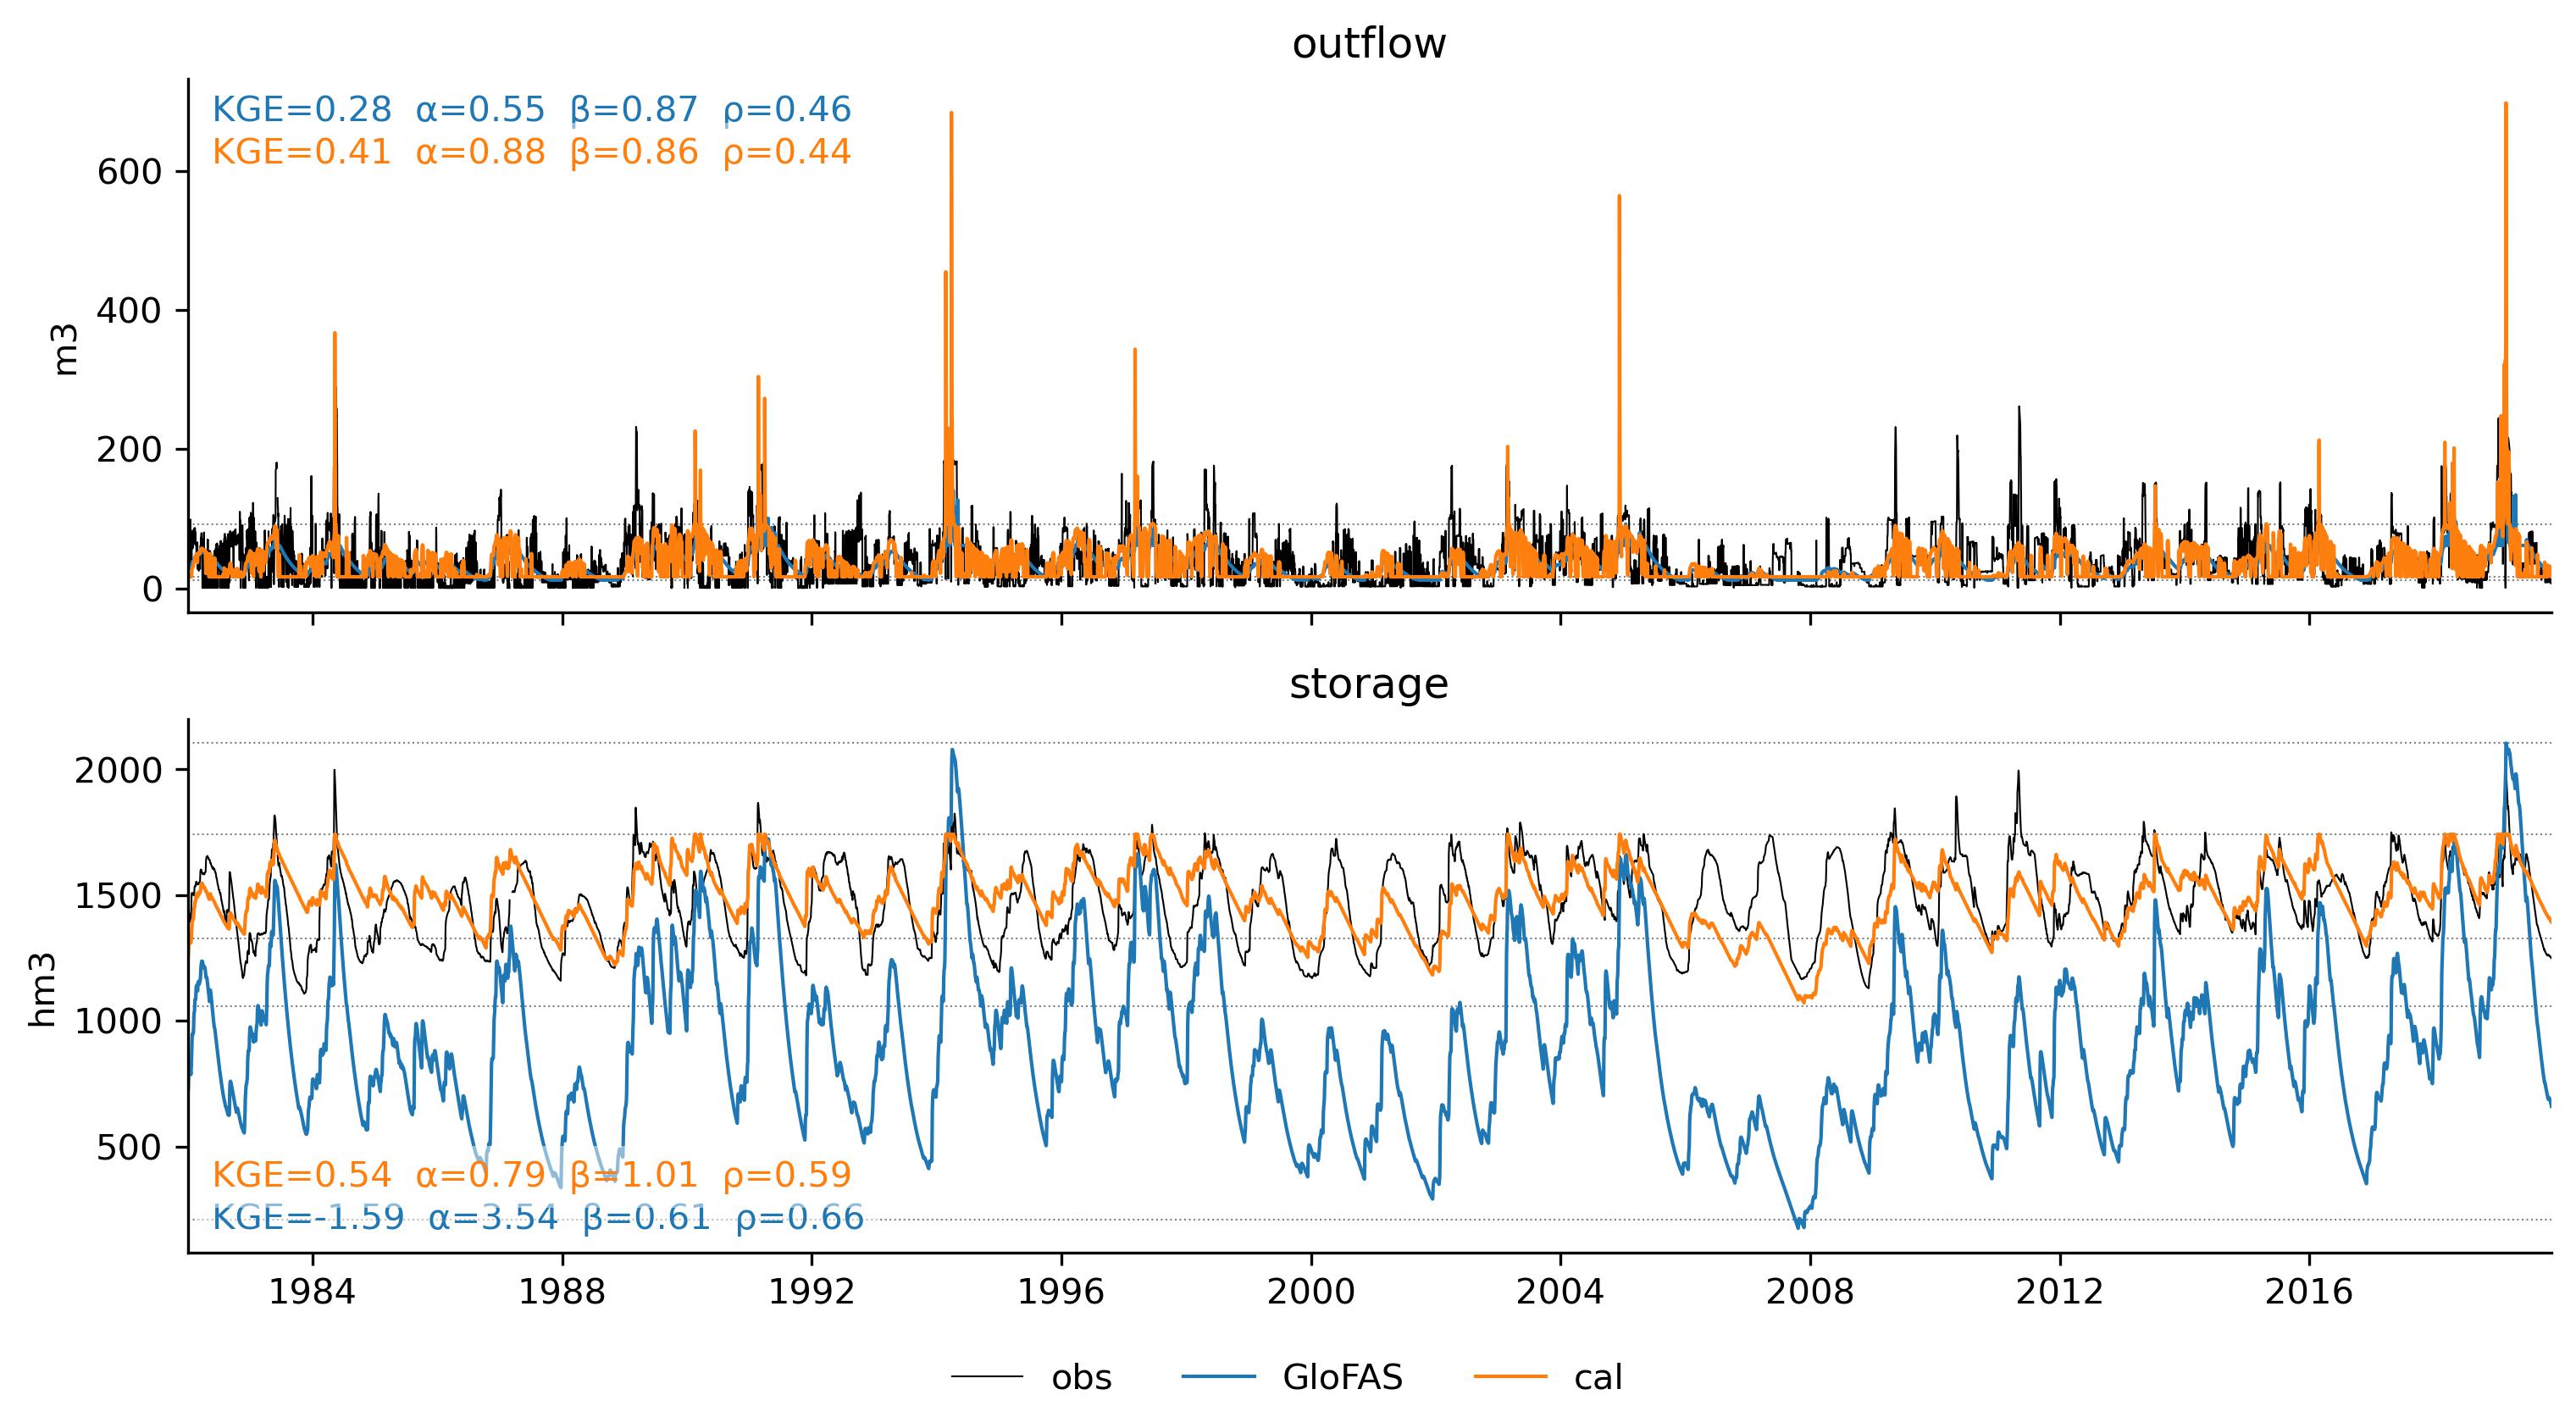 outflow
KGE=0.28 α=0.55 β=0.87 ρ=0.46
KGE=0.41 α=0.88 β=0.86 ρ=0.44
600
400
200
0
m3
storage
2000
1500
1000
500
hm3
KGE=0.54 α=0.79 β=1.01 ρ=0.59
KGE=-1.59 α=3.54 β=0.61 ρ=0.66
1984 1988 1992 1996 2000 2004 2008 2012 2016
obs GloFAS cal